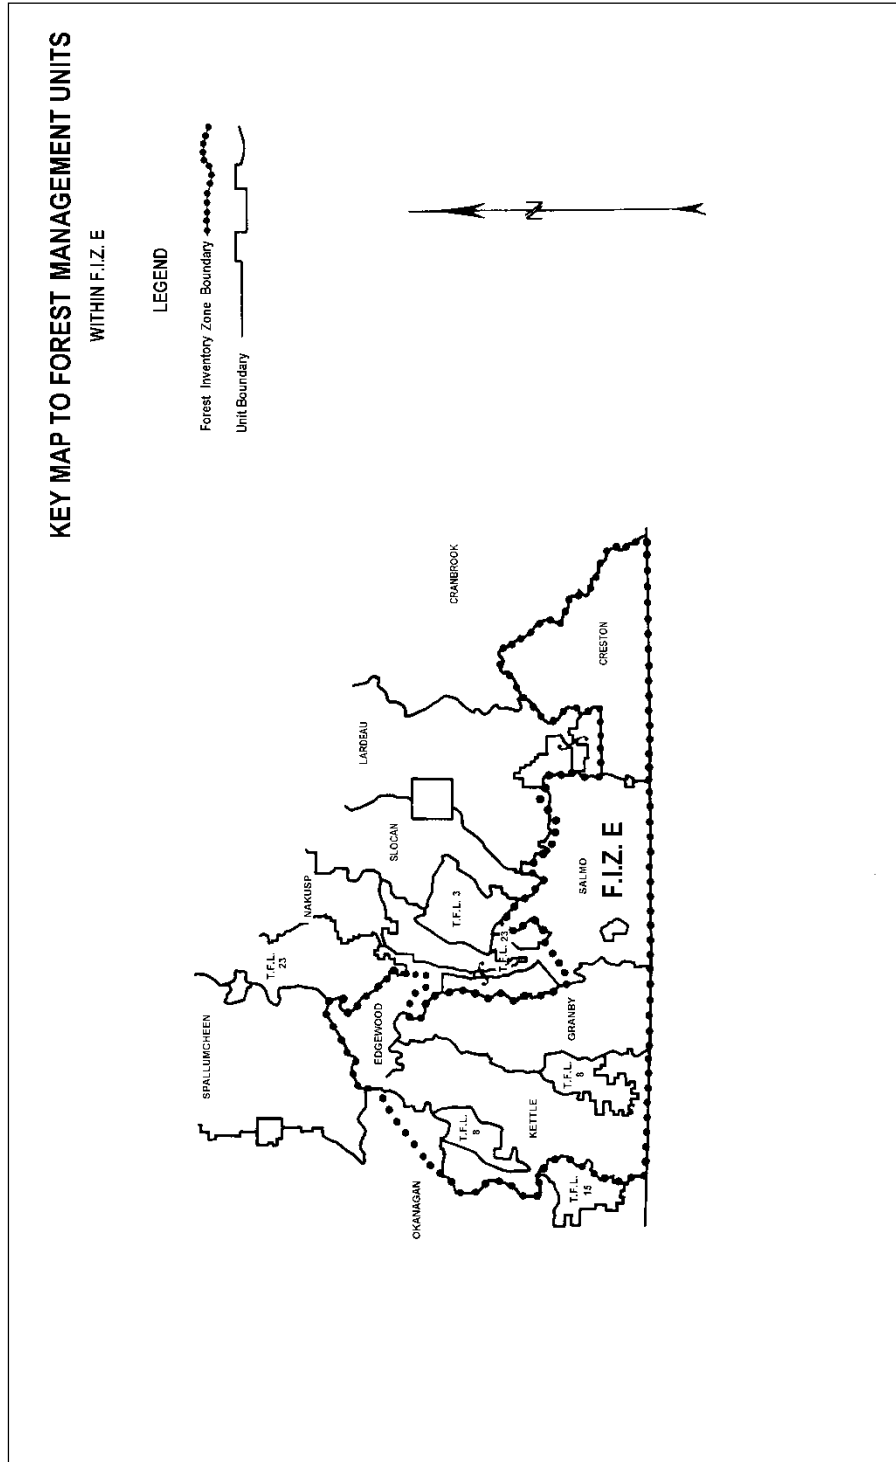 KEY MAP TO FOREST MANAGEMENT UNITS
WITHIN F.I.Z. E
LEGEND
Forest Inventory Zone Boundary
Unit Boundary
N
SPALLUMCHEEN
T.F.L.
23
NAKUSP
LARDEAU
SLOCAN
CRANBROOK
EDGEWOOD
T.F.L. 3
OKANAGAN
T.F.L.
8
KETTLE
T.F.L. 23
GRANBY
T.F.L.
8
T.F.L.
15
SALMO
F.I.Z. E
CRESTON